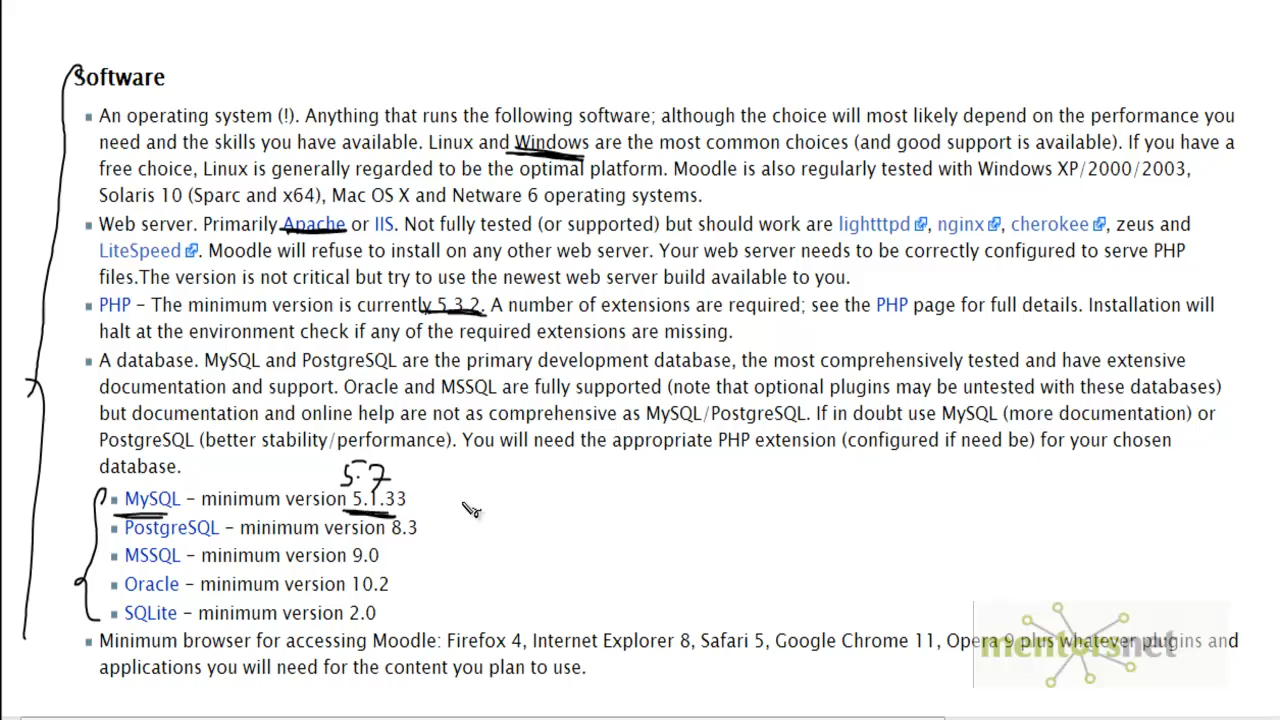 Software
An operating system (!). Anything that runs the following software; although the choice will most likely depend on the performance you
need and the skills you have available. Linux and Windows are the most common choices (and good support is available). If you have a
free choice, Linux is generally regarded to be the optimal platform. Moodle is also regularly tested with Windows XP/2000/2003,
Solaris 10 (Sparc and x64), Mac OS X and Netware 6 operating systems.
Web server. Primarily Apache or IIS. Not fully tested (or supported) but should work are lightttpd, nginx, cherokee, zeus and
LiteSpeed. Moodle will refuse to install on any other web server. Your web server needs to be correctly configured to serve PHP
files.The version is not critical but try to use the newest web server build available to you.
PHP - The minimum version is currently 5.3.2. A number of extensions are required; see the PHP page for full details. Installation will
halt at the environment check if any of the required extensions are missing.
A database. MySQL and PostgreSQL are the primary development database, the most comprehensively tested and have extensive
documentation and support. Oracle and MSSQL are fully supported (note that optional plugins may be untested with these databases)
but documentation and online help are not as comprehensive as MySQL/PostgreSQL. If in doubt use MySQL (more documentation) or
PostgreSQL (better stability/performance). You will need the appropriate PHP extension (configured if need be) for your chosen
database.
5.7
MySQL - minimum version 5.1.33
PostgreSQL - minimum version 8.3
MSSQL - minimum version 9.0
Oracle - minimum version 10.2
SQLite - minimum version 2.0
Minimum browser for accessing Moodle: Firefox 4, Internet Explorer 8, Safari 5, Google Chrome 11, Opera 9 plus whatever plugins and
applications you will need for the content you plan to use.
mentorsnet